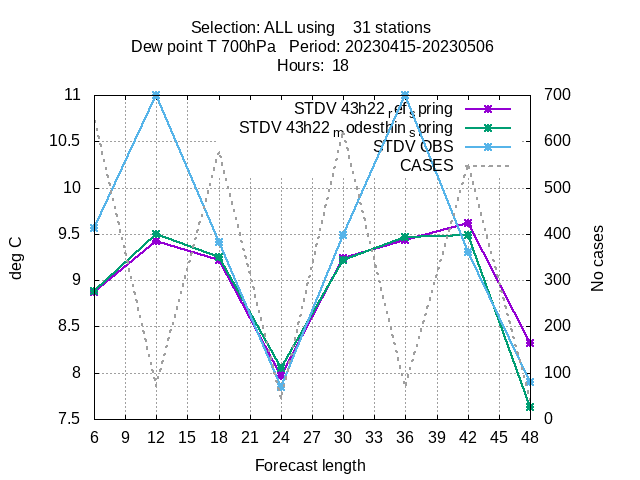 Selection: ALL using    31 stations
Dew point T 700hPa   Period: 20230415-20230506
Hours:  18
STDV 43h22_ref_spring
STDV 43h22_modesthin_spring
STDV OBS
CASES
11
10.5
10
9.5
9
8.5
8
7.5
700
600
500
400
300
200
100
0
deg C
No cases
6 9 12 15 18 21 24 27 30 33 36 39 42 45 48
Forecast length